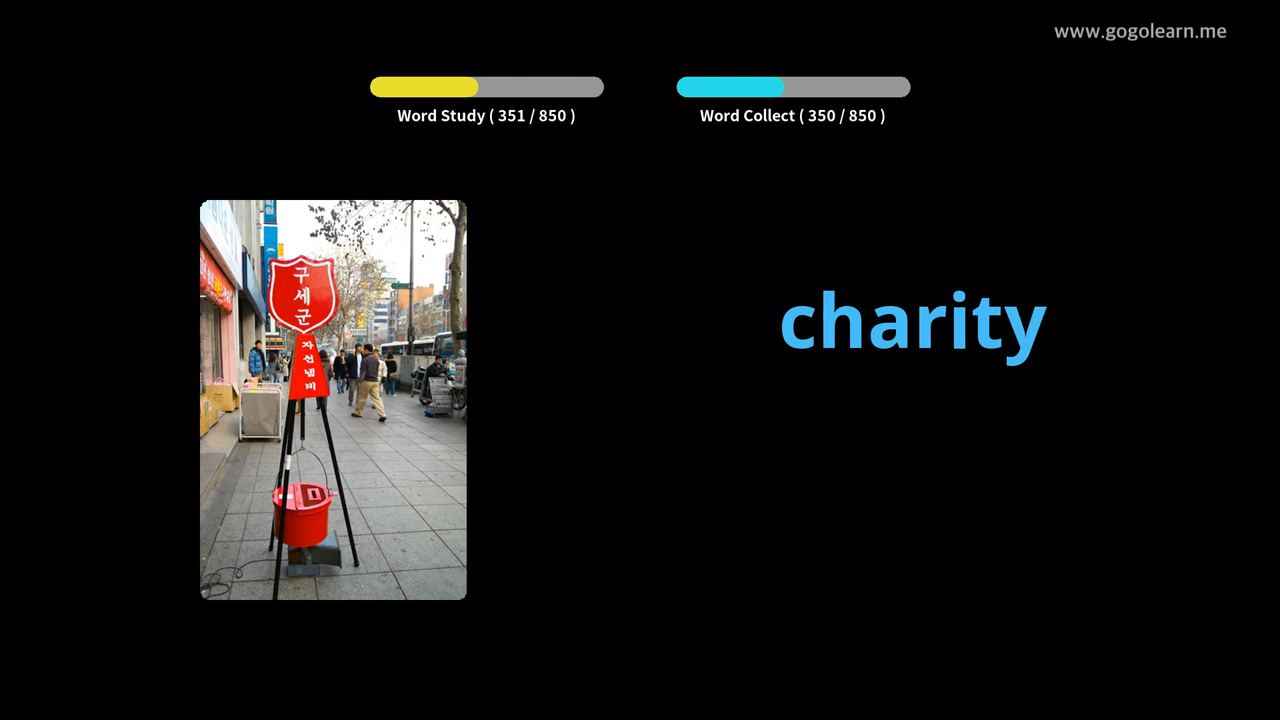 www.gogolearn.me
Word Study ( 351 / 850 )
Word Collect ( 350 / 850 )
구
세
군
자
선
냄
비
charity